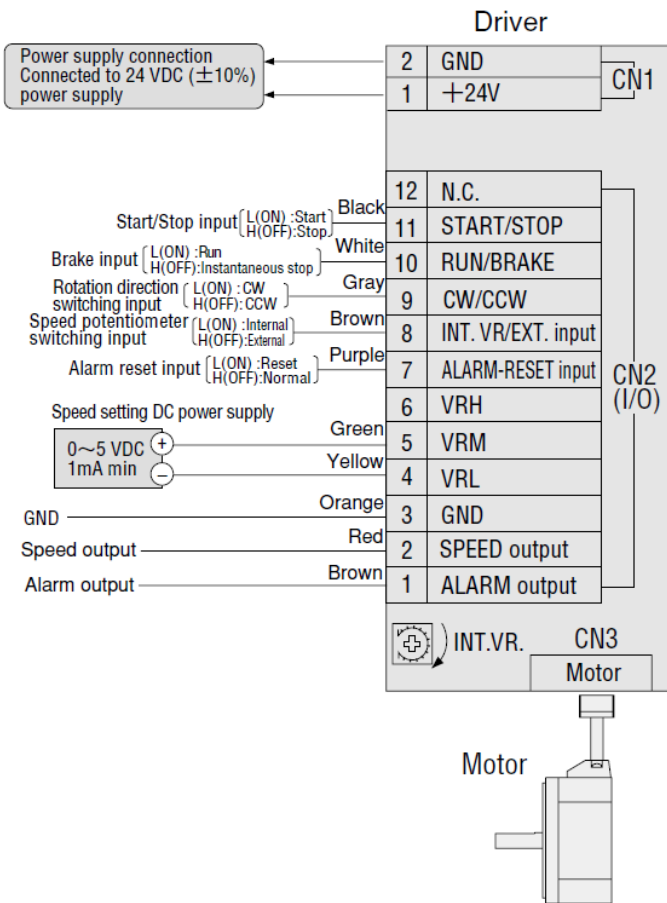 Driver
Power supply connection
Connected to 24 VDC (±10%)
power supply
2 GND
1 +24V
CN1
12 N.C.
Start/Stop input L(ON) :Start
H(OFF):Stop
Black
11 START/STOP
Brake input L(ON) :Run
H(OFF):Instantaneous stop
White
10 RUN/BRAKE
Rotation direction
switching input
L(ON) :CW
H(OFF):CCW
Gray
9 CW/CCW
Speed potentiometer
switching input
L(ON) :Internal
H(OFF):External
Brown
8 INT. VR/EXT. input
Alarm reset input L(ON) :Reset
H(OFF):Normal
Purple
7 ALARM-RESET input
CN2
(I/O)
6 VRH
Speed setting DC power supply
0~5 VDC +
1mA min −
Green
5 VRM
Yellow
4 VRL
GND
Orange
3 GND
Speed output
Red
2 SPEED output
Alarm output
Brown
1 ALARM output
INT.VR.
CN3
Motor
Motor